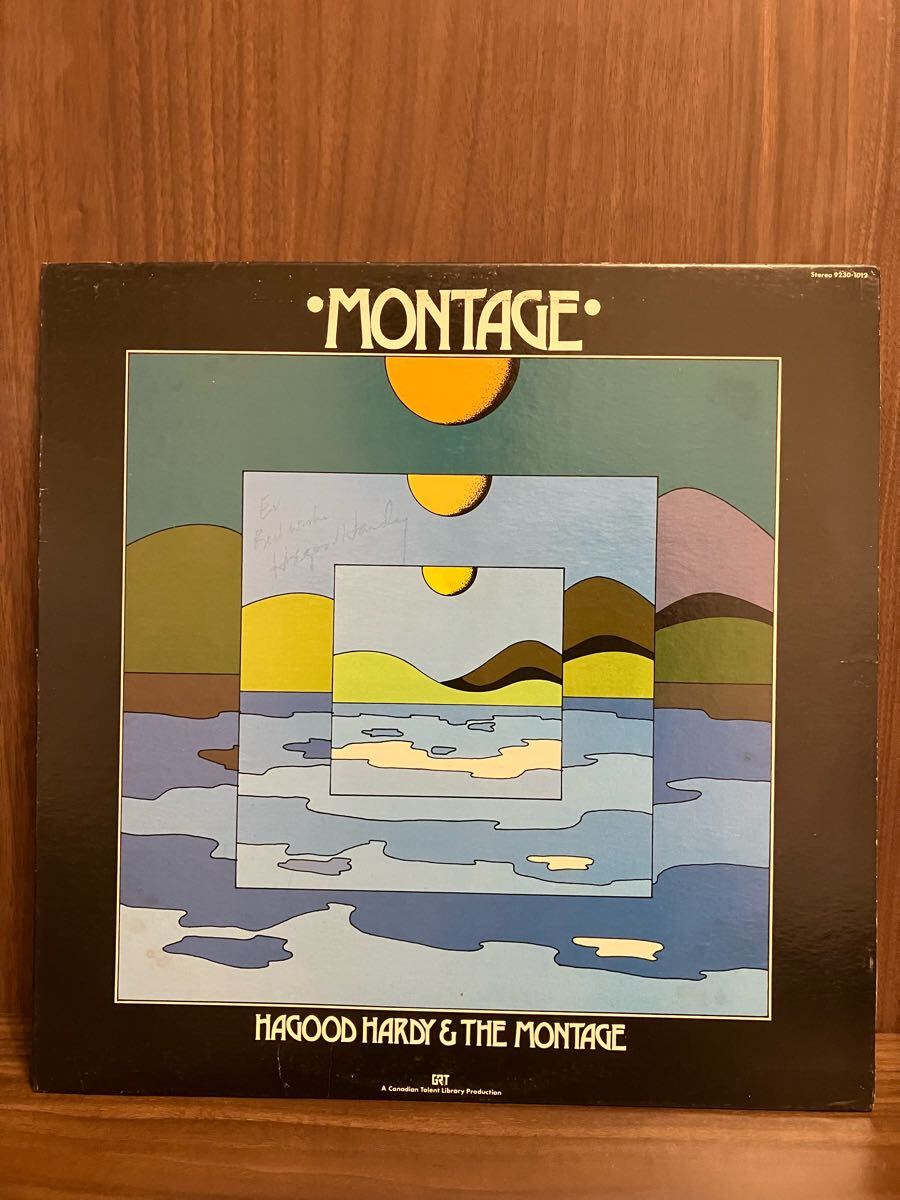 Stereo 9230-1012
•MONTAGE•
Best wishes
Hagood Hardy
HAGOOD HARDY & THE MONTAGE
GRT
A Canadian Talent Library Production